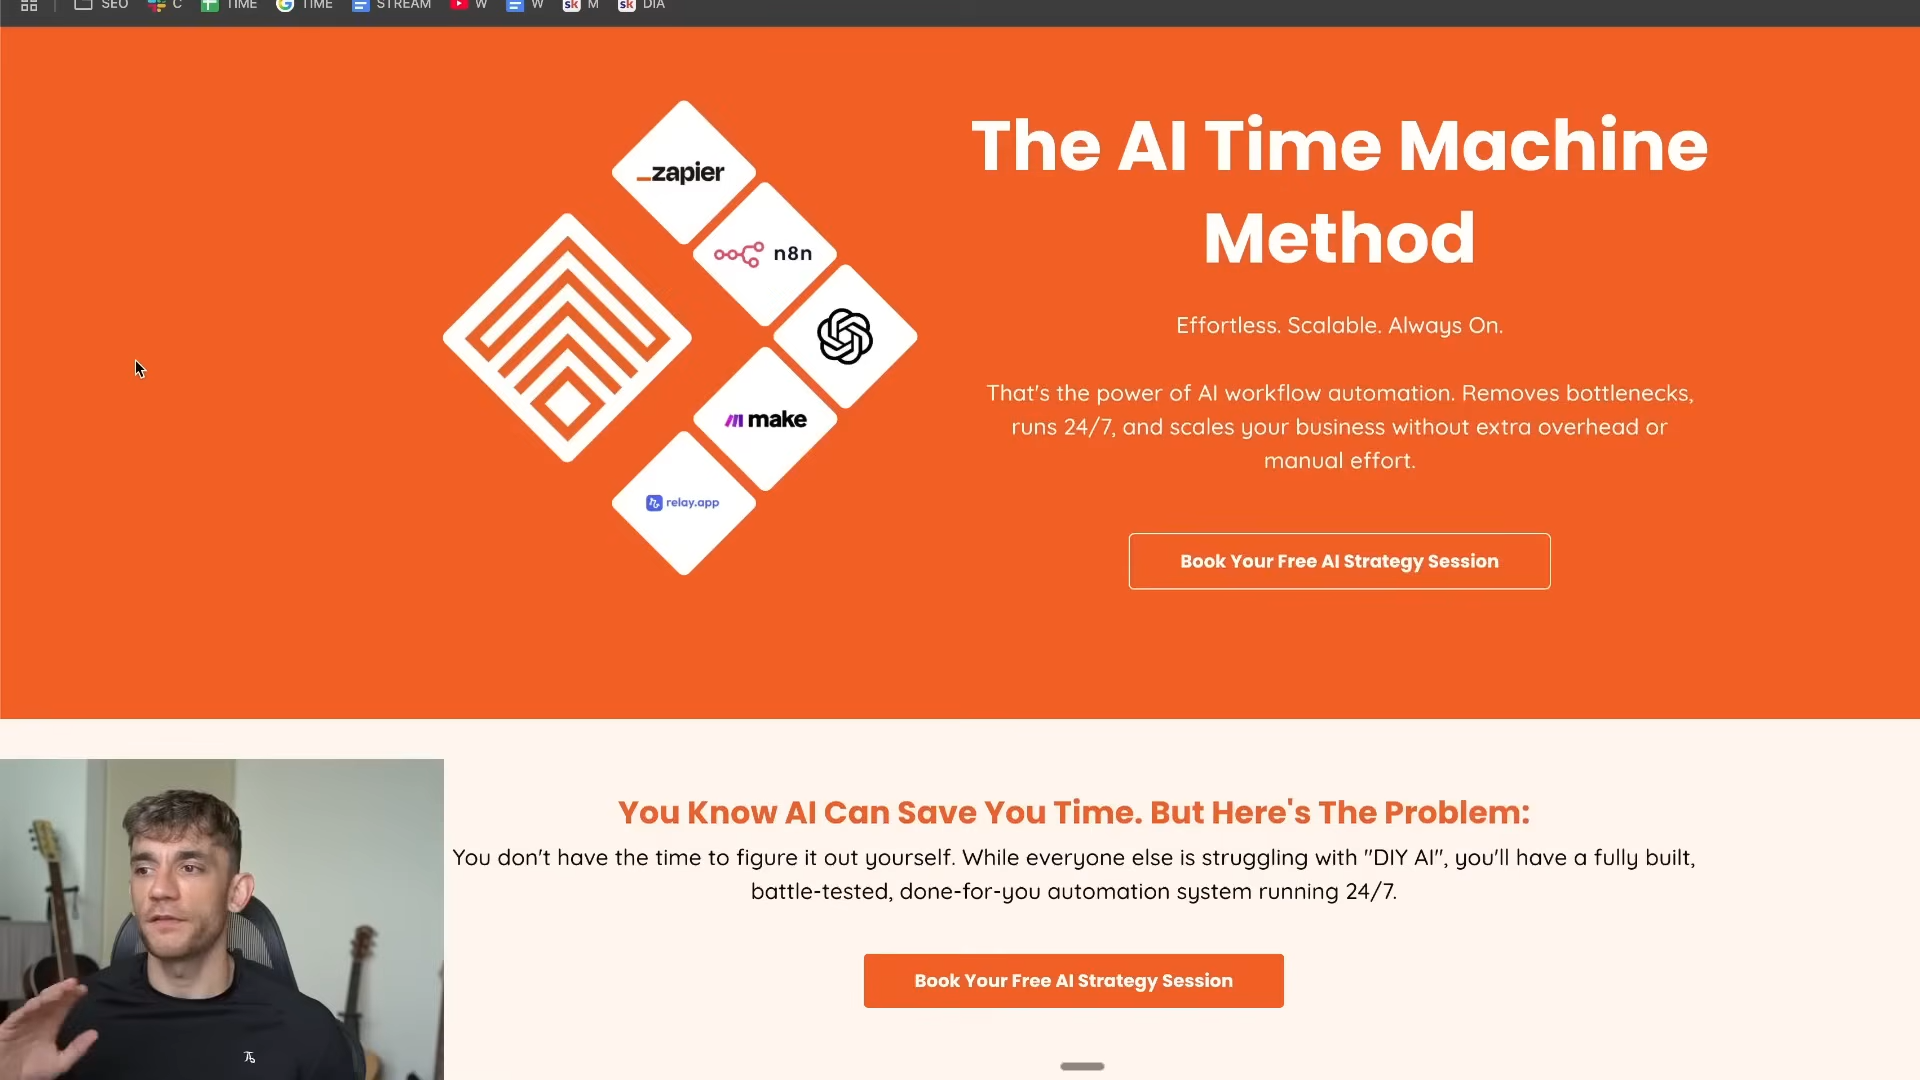 SEO C TIME TIME STREAM W W M DIA
The AI Time Machine
Method
Effortless. Scalable. Always On.
That's the power of AI workflow automation. Removes bottlenecks,
runs 24/7, and scales your business without extra overhead or
manual effort.
Book Your Free AI Strategy Session
_zapier
n8n
make
relay.app
You Know AI Can Save You Time. But Here's The Problem:
You don't have the time to figure it out yourself. While everyone else is struggling with "DIY AI", you'll have a fully built,
battle-tested, done-for-you automation system running 24/7.
Book Your Free AI Strategy Session